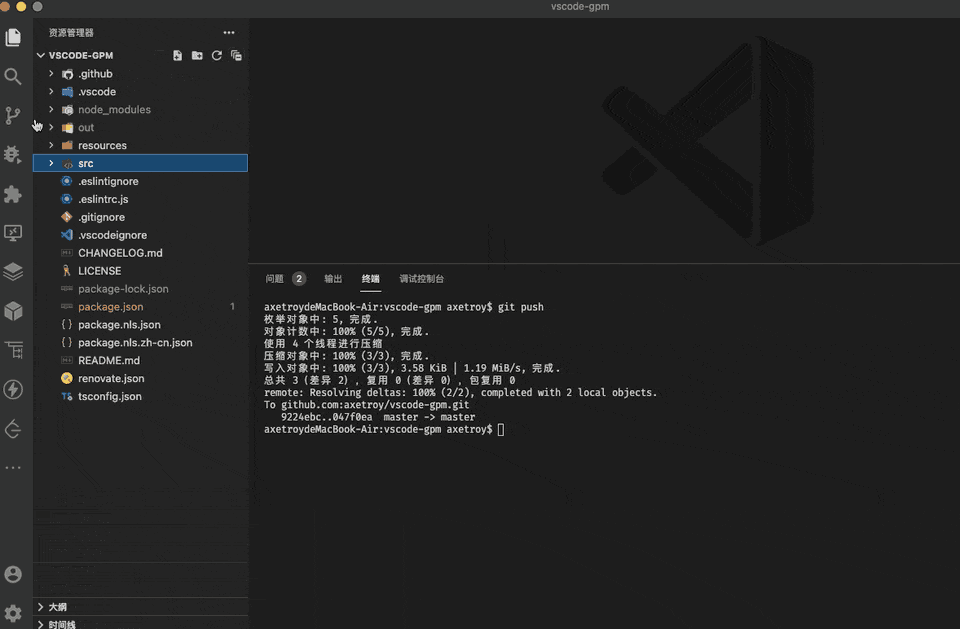 vscode-gpm
资源管理器
VSCODE-GPM
.github
.vscode
node_modules
out
resources
src
.eslintignore
.eslintrc.js
.gitignore
.vscodeignore
CHANGELOG.md
LICENSE
package-lock.json
package.json 1
package.nls.json
package.nls.zh-cn.json
README.md
renovate.json
tsconfig.json
大纲
时间线
问题 2 输出 终端 调试控制台
axetroydeMacBook-Air:vscode-gpm axetroy$ git push
枚举对象中: 5, 完成.
对象计数中: 100% (5/5), 完成.
使用 4 个线程进行压缩
压缩对象中: 100% (3/3), 完成.
写入对象中: 100% (3/3), 3.58 KiB | 1.19 MiB/s, 完成.
总共 3 (差异 2) , 复用 0 (差异 0) , 包复用 0
remote: Resolving deltas: 100% (2/2), completed with 2 local objects.
To github.com:axetroy/vscode-gpm.git
9224ebc..047f0ea master -> master
axetroydeMacBook-Air:vscode-gpm axetroy$